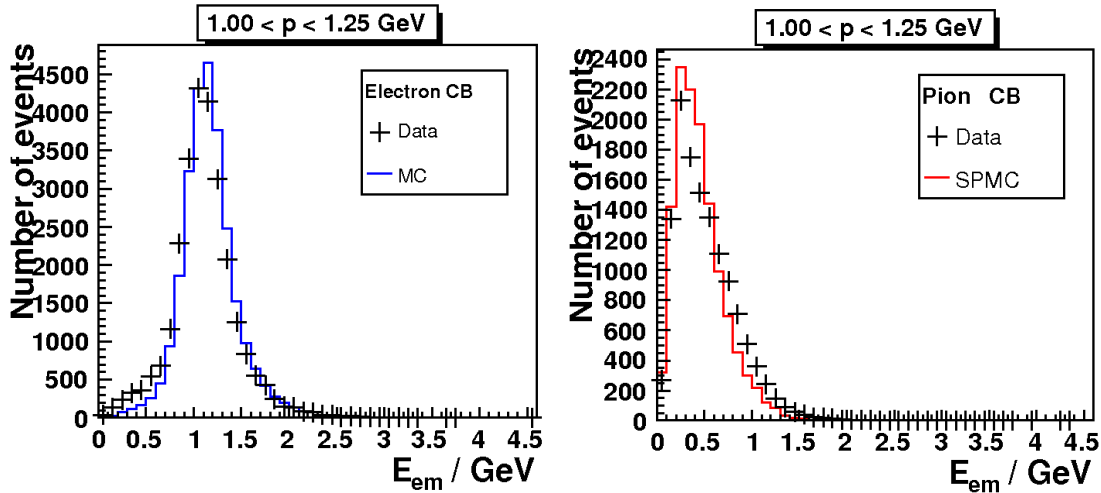 1.00 < p < 1.25 GeV
Number of events
4500
4000
3500
3000
2500
2000
1500
1000
500
0
Electron CB
Data
MC
0 0.5 1 1.5 2 2.5 3 3.5 4 4.5
E_em / GeV
1.00 < p < 1.25 GeV
Number of events
2400
2200
2000
1800
1600
1400
1200
1000
800
600
400
200
0
Pion CB
Data
SPMC
0 0.5 1 1.5 2 2.5 3 3.5 4 4.5
E_em / GeV